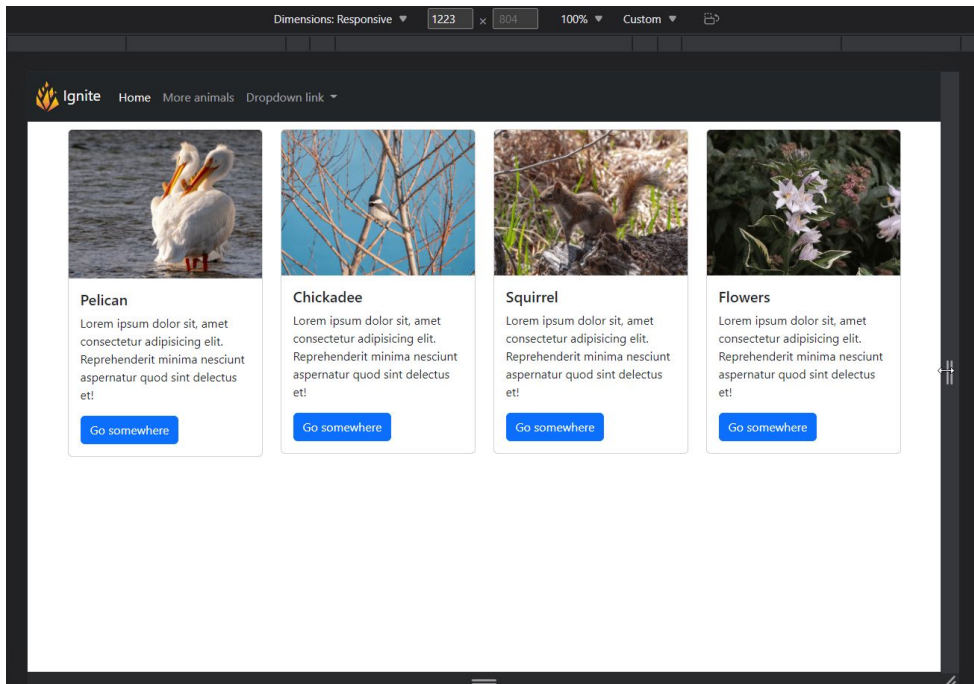 Dimensions: Responsive ▼ 1223 × 804 100% ▼ Custom ▼
Ignite Home More animals Dropdown link
Pelican
Lorem ipsum dolor sit, amet
consectetur adipisicing elit.
Reprehenderit minima nesciunt
aspernatur quod sint delectus
et!
Go somewhere
Chickadee
Lorem ipsum dolor sit, amet
consectetur adipisicing elit.
Reprehenderit minima nesciunt
aspernatur quod sint delectus
et!
Go somewhere
Squirrel
Lorem ipsum dolor sit, amet
consectetur adipisicing elit.
Reprehenderit minima nesciunt
aspernatur quod sint delectus
et!
Go somewhere
Flowers
Lorem ipsum dolor sit, amet
consectetur adipisicing elit.
Reprehenderit minima nesciunt
aspernatur quod sint delectus
et!
Go somewhere